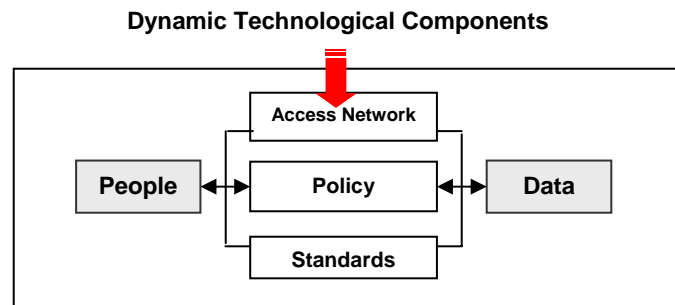 Dynamic Technological Components
Access Network
People
Policy
Data
Standards